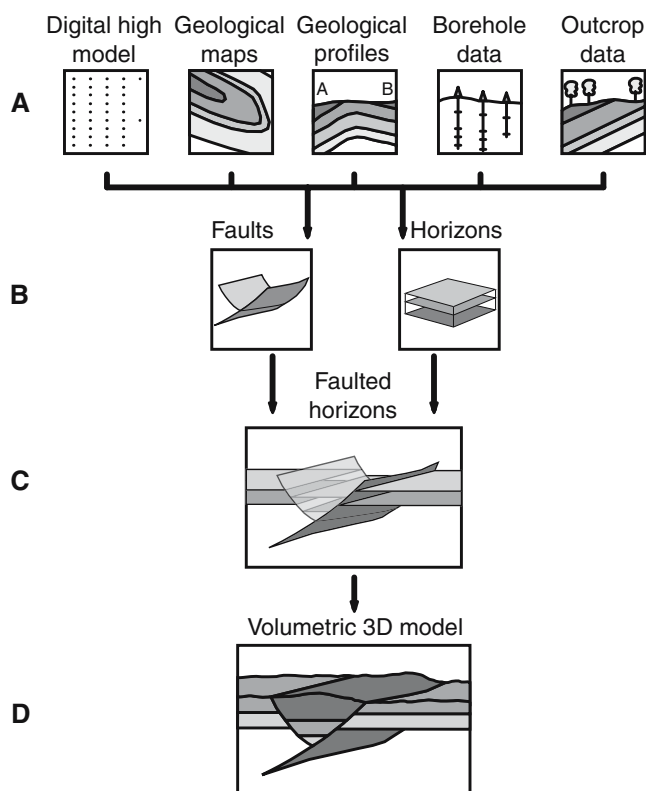 Digital high model
Geological maps
Geological profiles
Borehole data
Outcrop data
A
A B
Faults
Horizons
B
Faulted
horizons
C
Volumetric 3D model
D